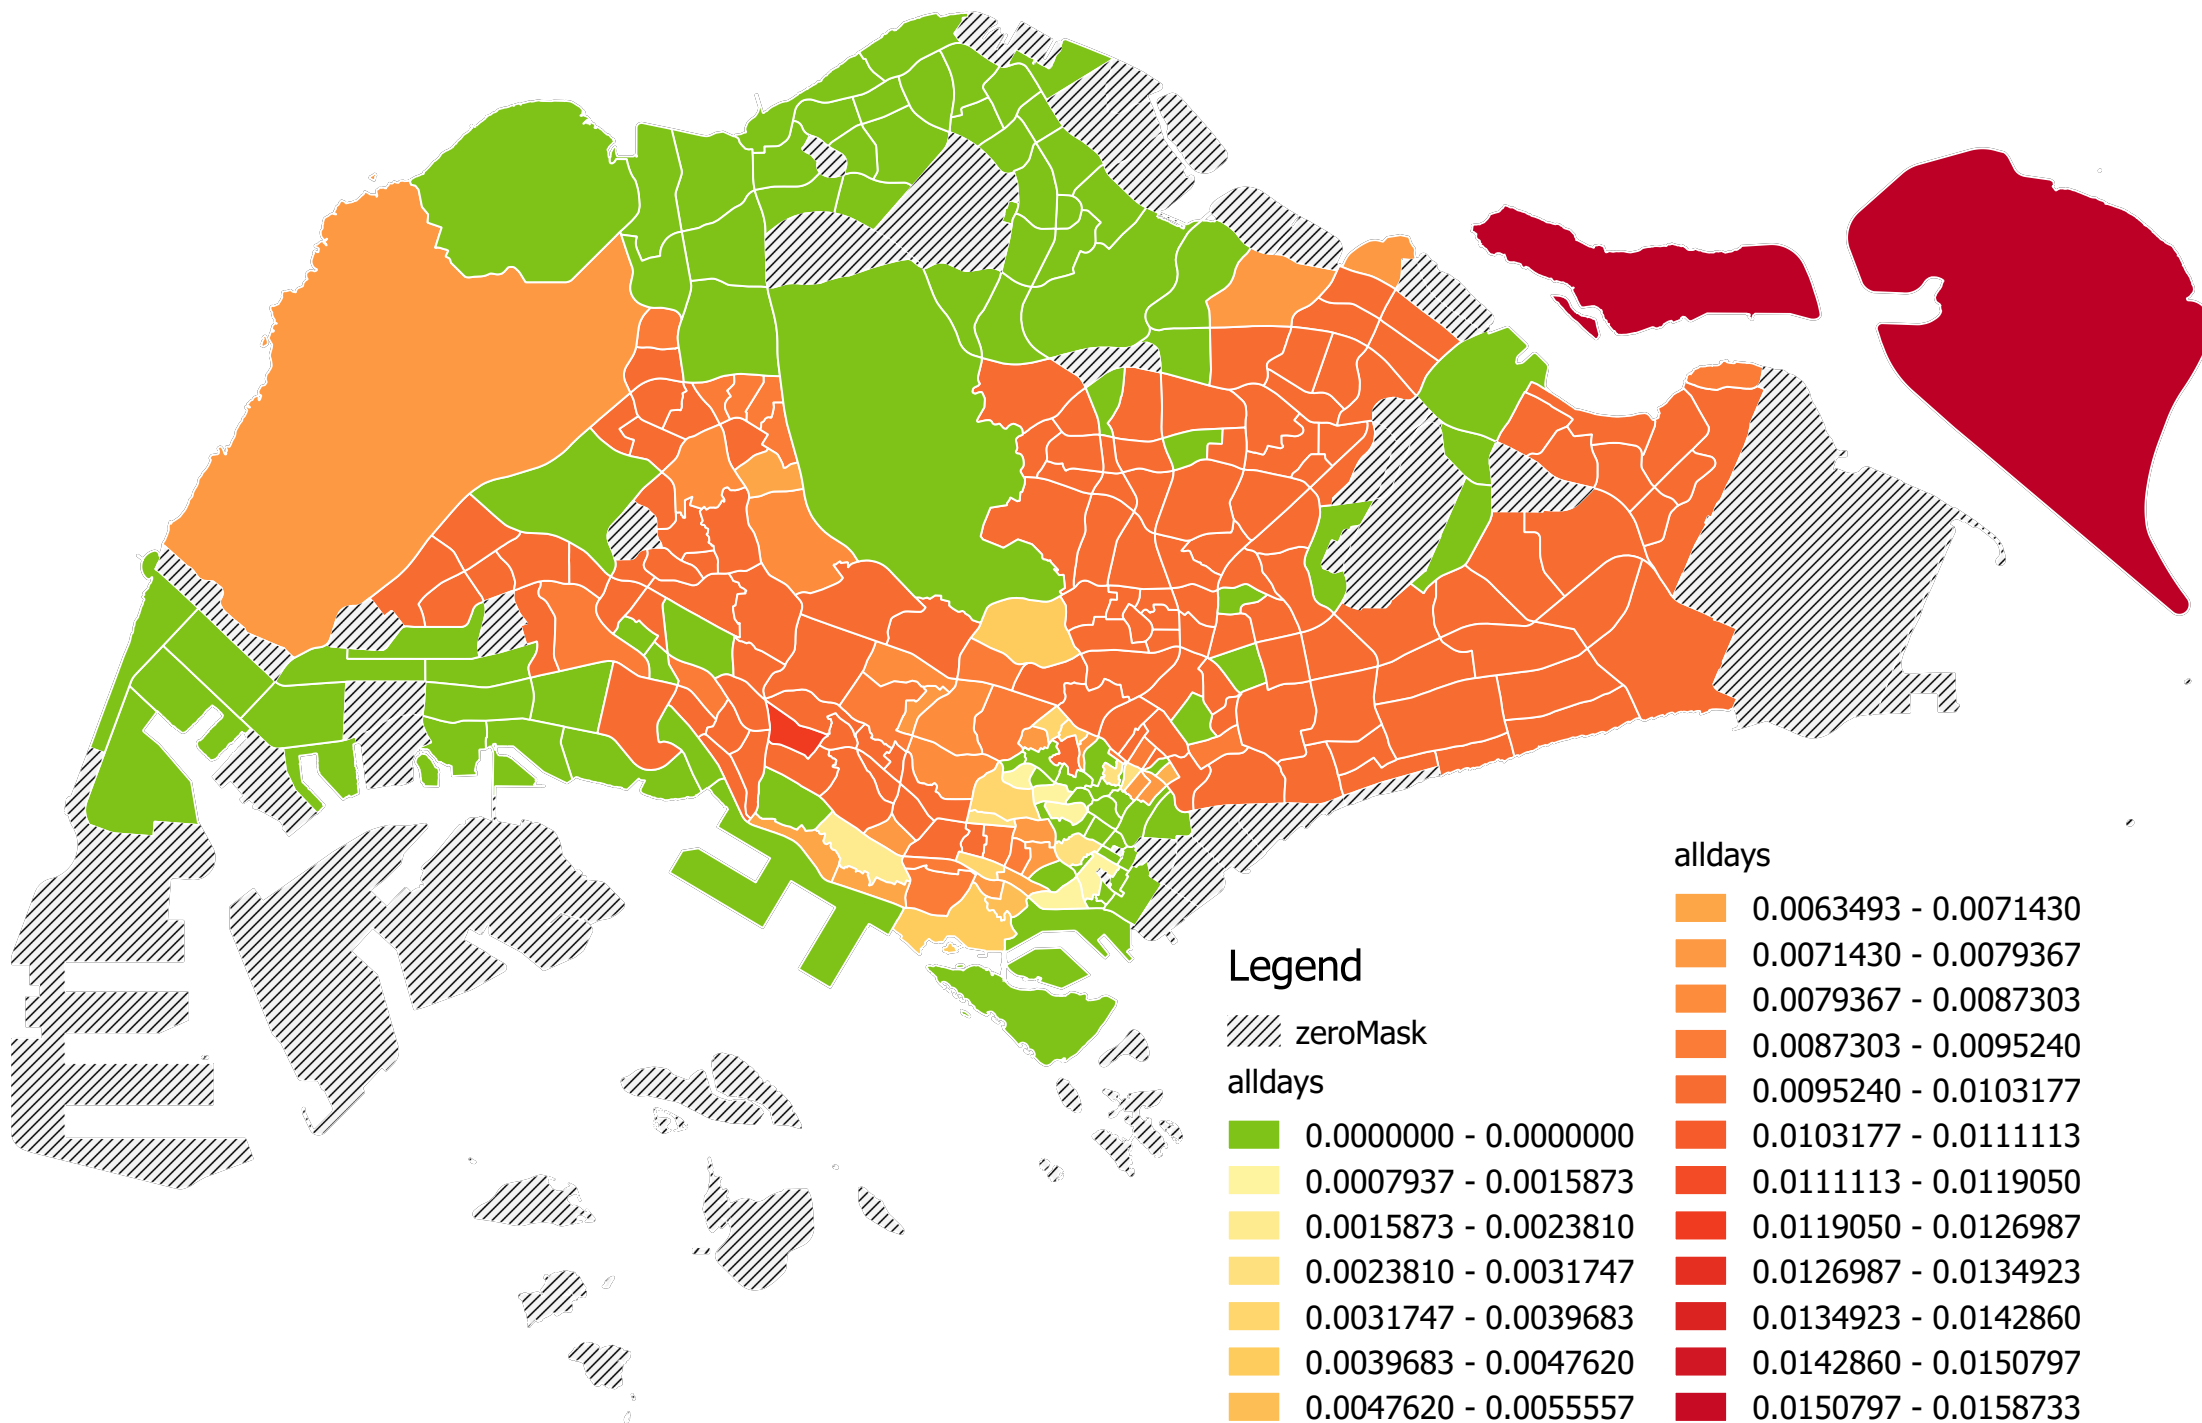 Legend
zeroMask
alldays
0.0000000 - 0.0000000
0.0007937 - 0.0015873
0.0015873 - 0.0023810
0.0023810 - 0.0031747
0.0031747 - 0.0039683
0.0039683 - 0.0047620
0.0047620 - 0.0055557
alldays
0.0063493 - 0.0071430
0.0071430 - 0.0079367
0.0079367 - 0.0087303
0.0087303 - 0.0095240
0.0095240 - 0.0103177
0.0103177 - 0.0111113
0.0111113 - 0.0119050
0.0119050 - 0.0126987
0.0126987 - 0.0134923
0.0134923 - 0.0142860
0.0142860 - 0.0150797
0.0150797 - 0.0158733